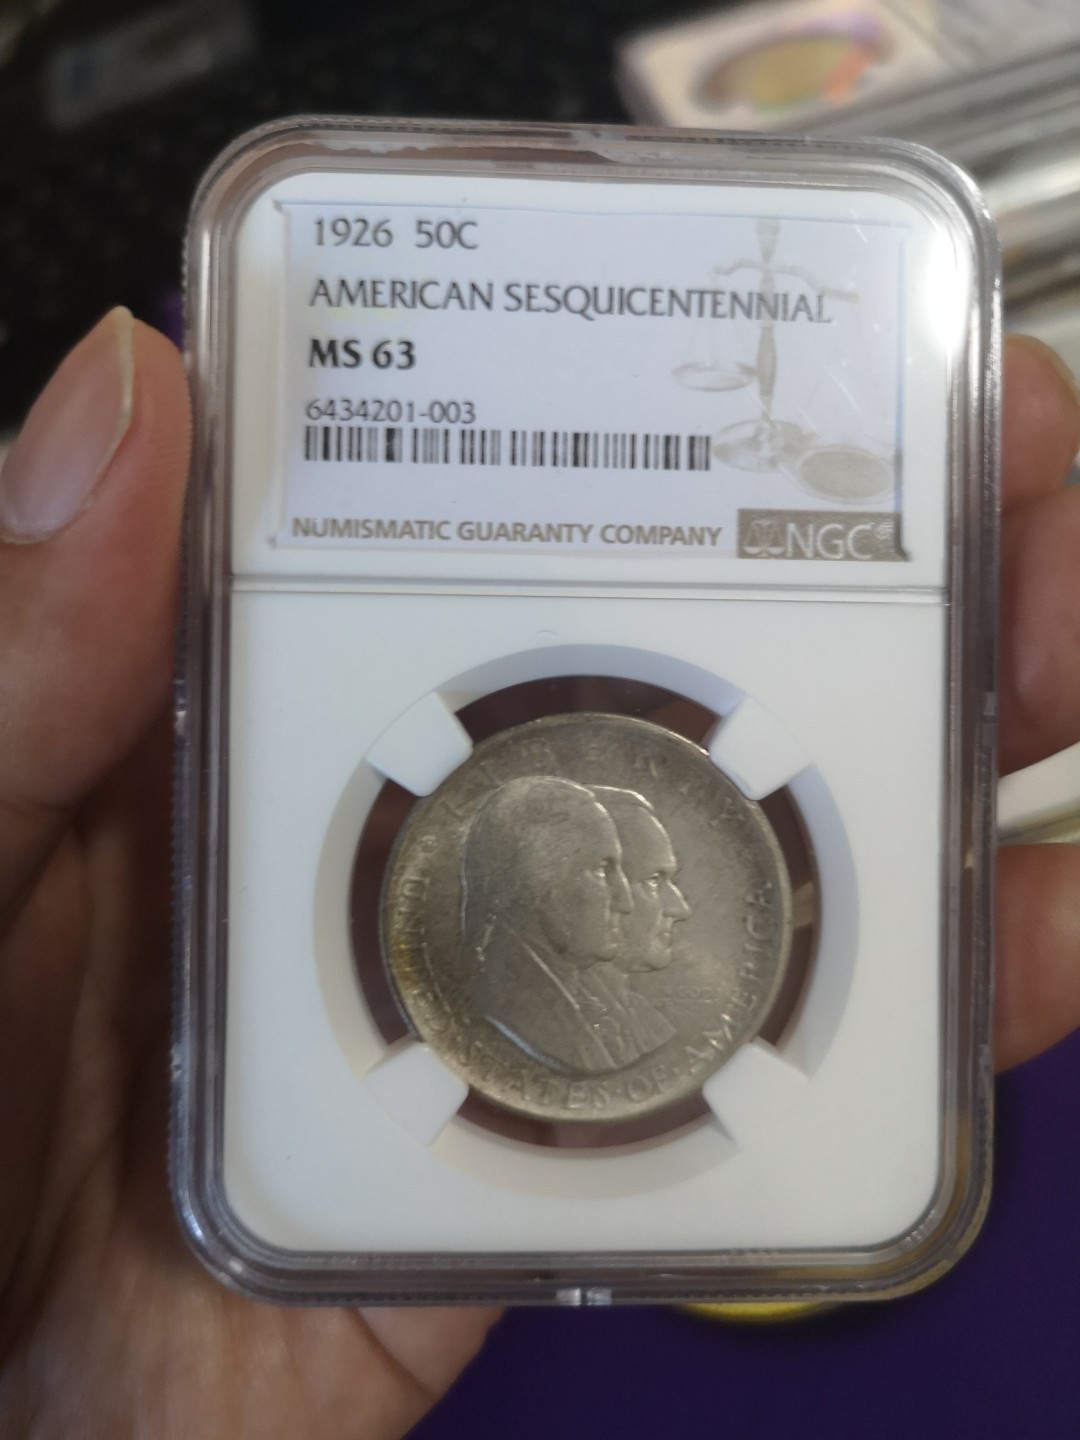 1926 50C
AMERICAN SESQUICENTENNIAL
MS 63
6434201-003
NUMISMATIC GUARANTY COMPANY NGC
LIBERTY
UNITED·STATES·OF·AMERICA